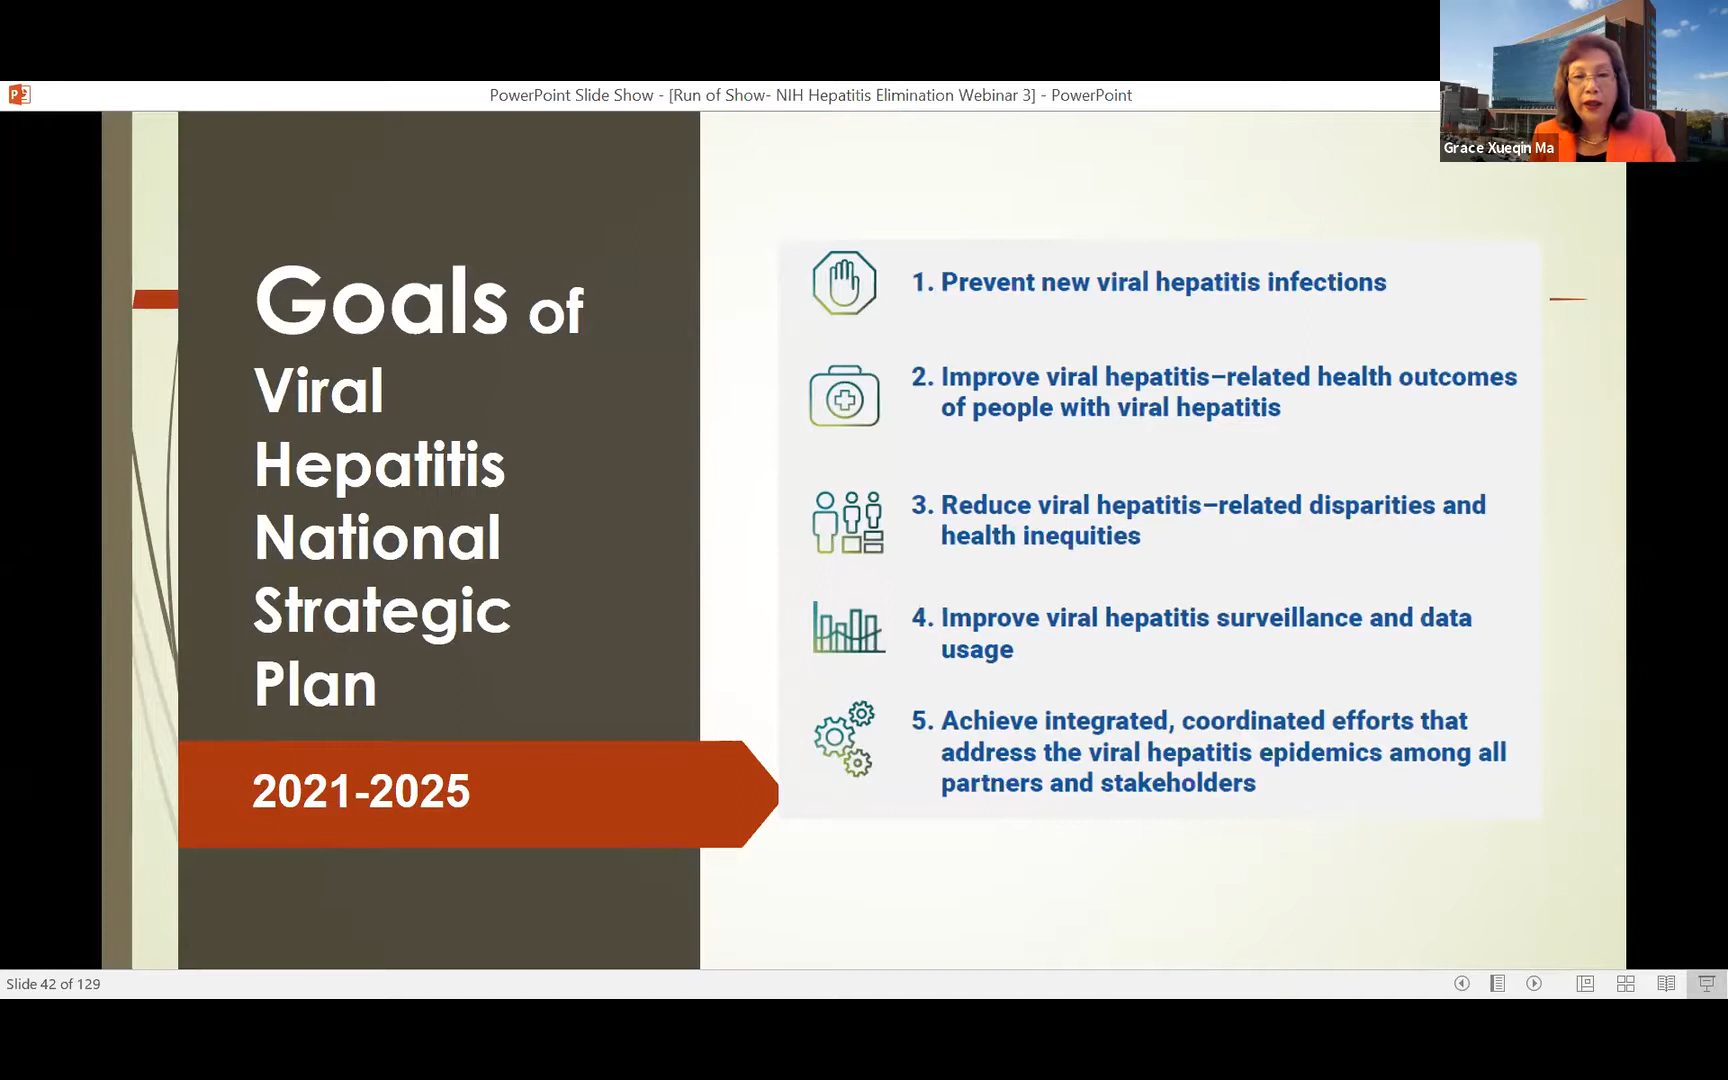 PowerPoint Slide Show - [Run of Show- NIH Hepatitis Elimination Webinar 3] - PowerPoint
Grace Xueqin Ma
Goals of
Viral
Hepatitis
National
Strategic
Plan
2021-2025
1. Prevent new viral hepatitis infections
2. Improve viral hepatitis–related health outcomes
of people with viral hepatitis
3. Reduce viral hepatitis–related disparities and
health inequities
4. Improve viral hepatitis surveillance and data
usage
5. Achieve integrated, coordinated efforts that
address the viral hepatitis epidemics among all
partners and stakeholders
Slide 42 of 129